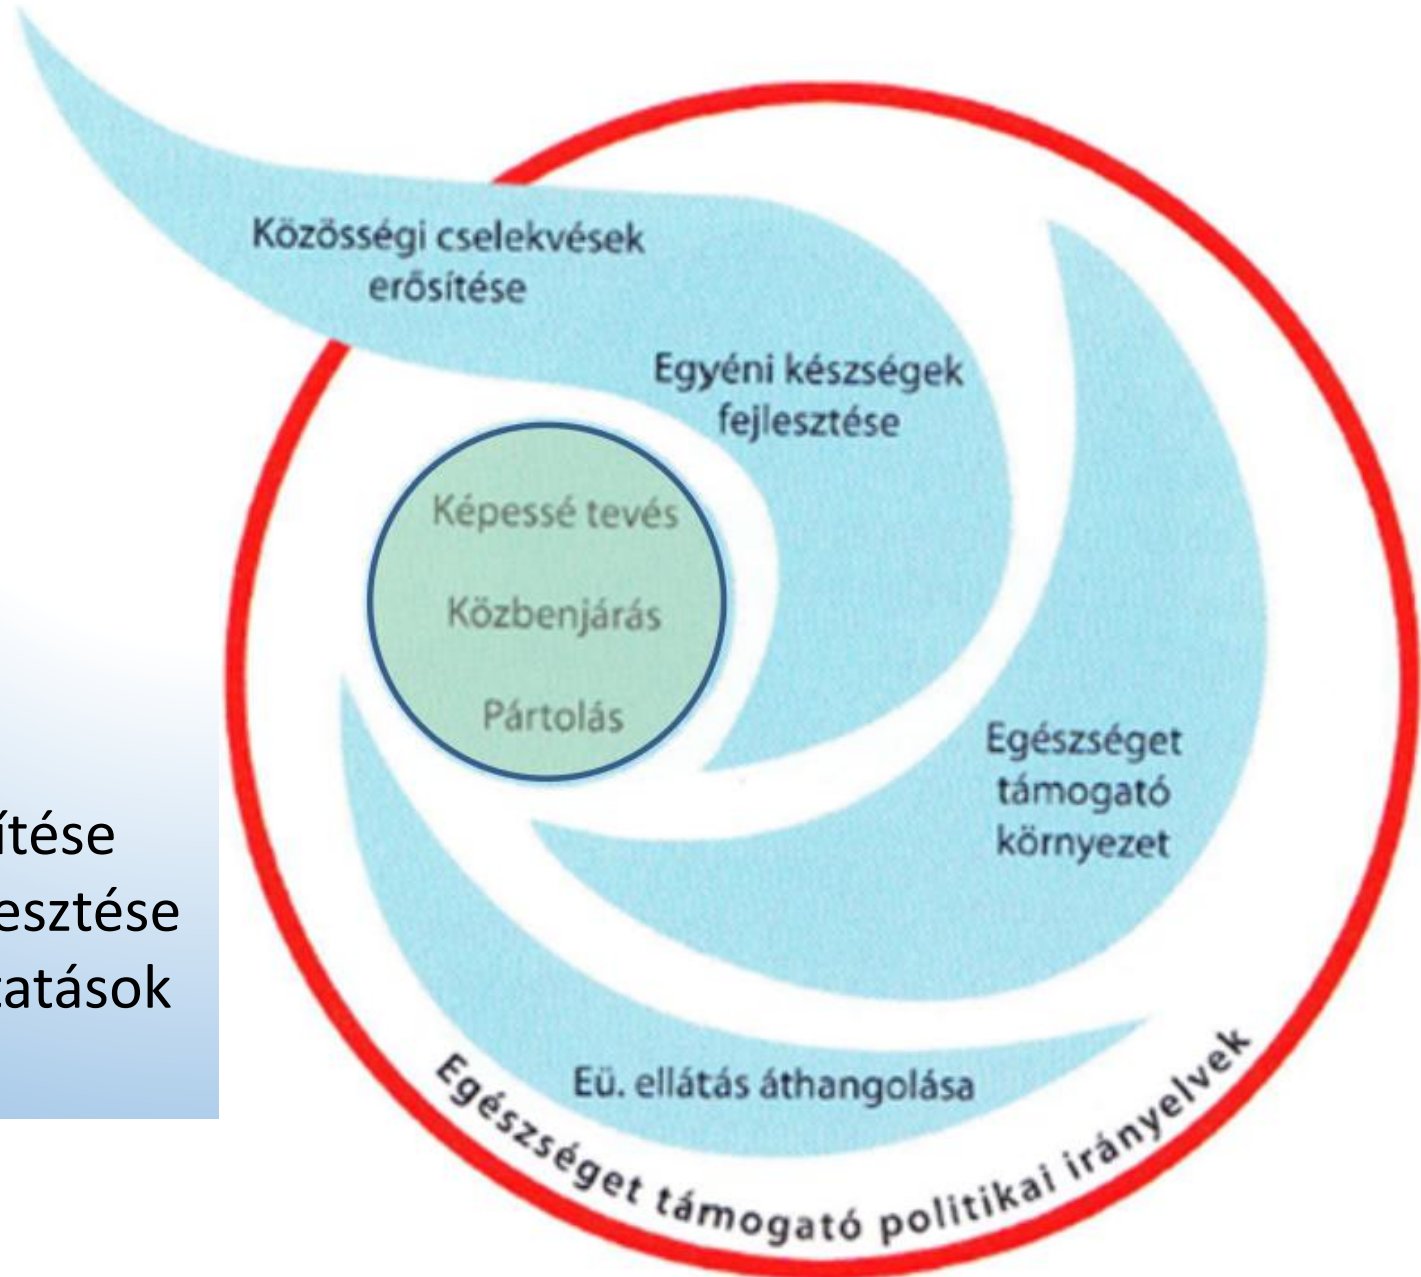 Közösségi cselekvések
erősítése
Egyéni készségek
fejlesztése
Képessé tevés
Közbenjárás
Pártolás
Egészséget
támogató
környezet
Eü. ellátás áthangolása
Egészséget támogató politikai irányelvek
ítése
esztése
tatások